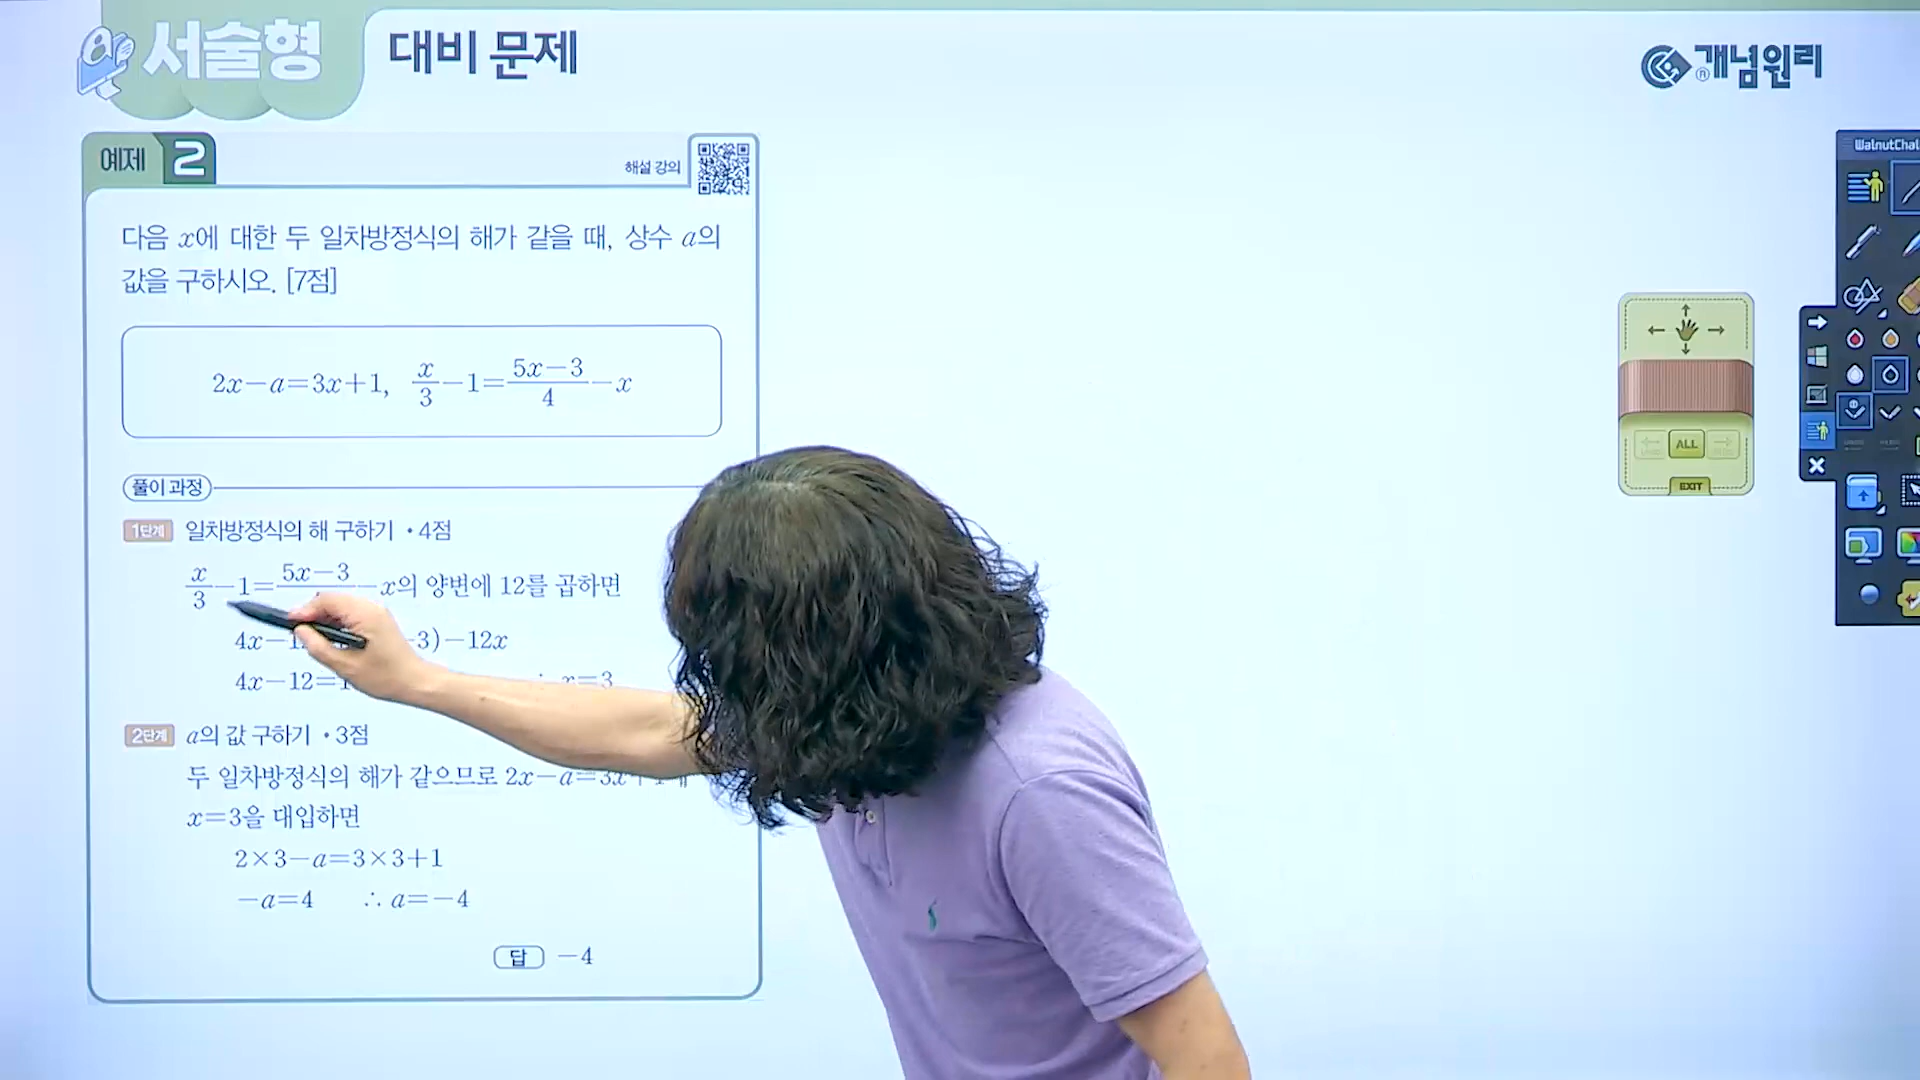 서술형 대비 문제
개념원리
예제 2
해설 강의
다음 x에 대한 두 일차방정식의 해가 같을 때, 상수 a의
값을 구하시오. [7점]
2x-a=3x+1, x/3-1=(5x-3)/4-x
풀이 과정
1단계 일차방정식의 해 구하기 • 4점
x/3-1=5x-3 -x의 양변에 12를 곱하면
4x-1 -3)-12x
4x-12=1 ∴ x=3
2단계 a의 값 구하기 • 3점
두 일차방정식의 해가 같으므로 2x-a=3x+1에
x=3을 대입하면
2×3-a=3×3+1
-a=4 ∴ a=-4
답 -4
WalnutChal
ALL
EXIT